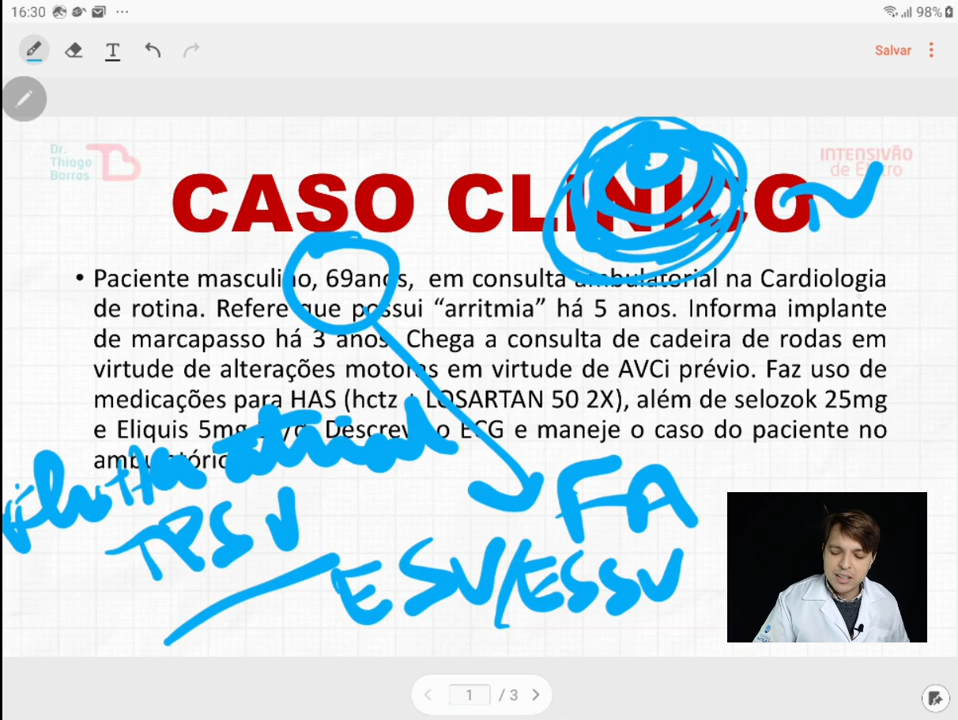 16:30 98%
T Salvar
Dr. Thiago Barros
INTENSIVÃO de Eletro
CASO CLÍNICO
• Paciente masculino, 69anos, em consulta ambulatorial na Cardiologia
de rotina. Refere que possui “arritmia” há 5 anos. Informa implante
de marcapasso há 3 anos. Chega a consulta de cadeira de rodas em
virtude de alterações motoras em virtude de AVCi prévio. Faz uso de
medicações para HAS (hctz + LOSARTAN 50 2X), além de selozok 25mg
e Eliquis 5mg Descreva o ECG e maneje o caso do paciente no
ambulatório
atrial
FA
TPSV
ESV/ESSV
1 / 3